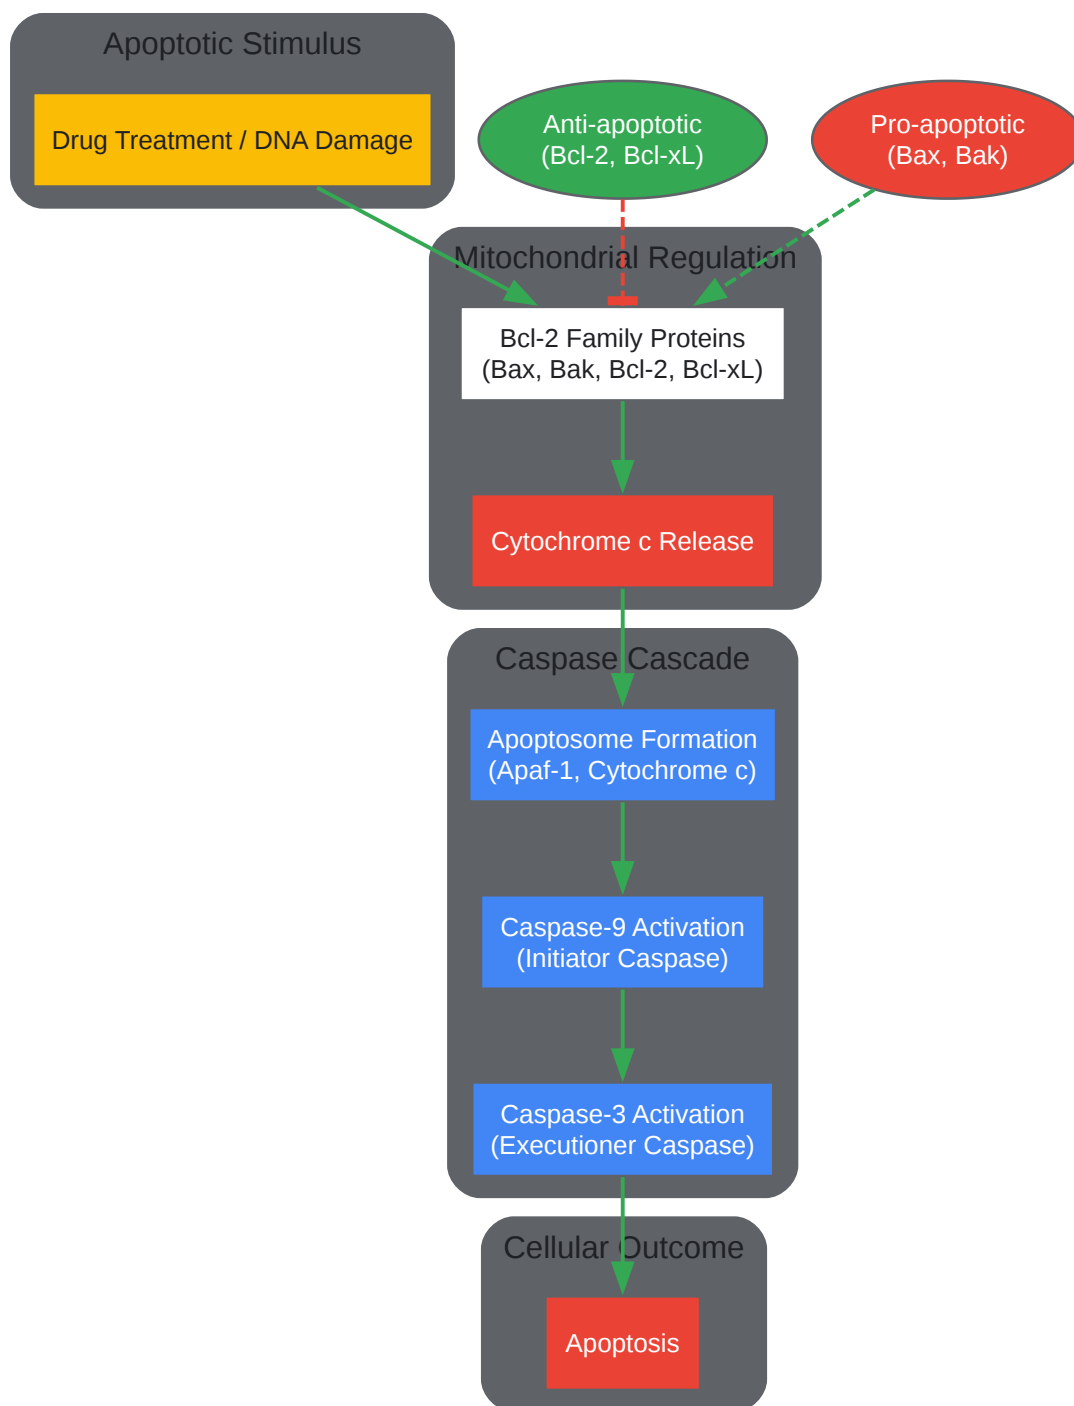 Apoptotic Stimulus
Drug Treatment / DNA Damage
Anti-apoptotic
(Bcl-2, Bcl-xL)
Pro-apoptotic
(Bax, Bak)
Mitochondrial Regulation
Bcl-2 Family Proteins
(Bax, Bak, Bcl-2, Bcl-xL)
Cytochrome c Release
Caspase Cascade
Apoptosome Formation
(Apaf-1, Cytochrome c)
Caspase-9 Activation
(Initiator Caspase)
Caspase-3 Activation
(Executioner Caspase)
Cellular Outcome
Apoptosis